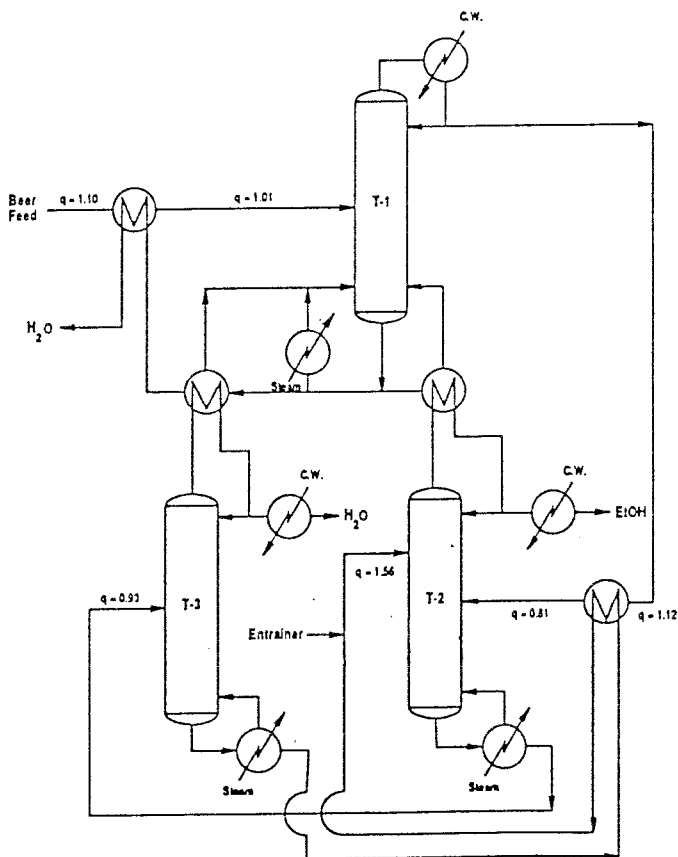 C.W.
Beer
Feed
q = 1.10
q = 1.01
T-1
H2O
Steam
C.W.
C.W.
H2O
EtOH
q = 1.56
q = 0.93
T-3
T-2
q = 0.81
q = 1.12
Entrainer
Steam
Steam